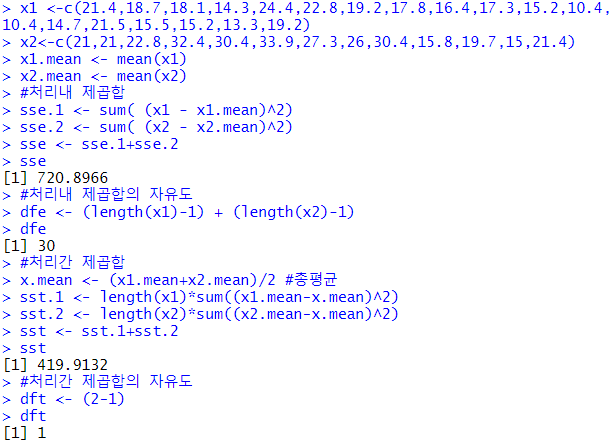 > x1 <-c(21.4,18.7,18.1,14.3,24.4,22.8,19.2,17.8,16.4,17.3,15.2,10.4,
10.4,14.7,21.5,15.5,15.2,13.3,19.2)
> x2<-c(21,21,22.8,32.4,30.4,33.9,27.3,26,30.4,15.8,19.7,15,21.4)
> x1.mean <- mean(x1)
> x2.mean <- mean(x2)
> #처리내 제곱합
> sse.1 <- sum( (x1 - x1.mean)^2)
> sse.2 <- sum( (x2 - x2.mean)^2)
> sse <- sse.1+sse.2
> sse
[1] 720.8966
> #처리내 제곱합의 자유도
> dfe <- (length(x1)-1) + (length(x2)-1)
> dfe
[1] 30
> #처리간 제곱합
> x.mean <- (x1.mean+x2.mean)/2 #총평균
> sst.1 <- length(x1)*sum((x1.mean-x.mean)^2)
> sst.2 <- length(x2)*sum((x2.mean-x.mean)^2)
> sst <- sst.1+sst.2
> sst
[1] 419.9132
> #처리간 제곱합의 자유도
> dft <- (2-1)
> dft
[1] 1